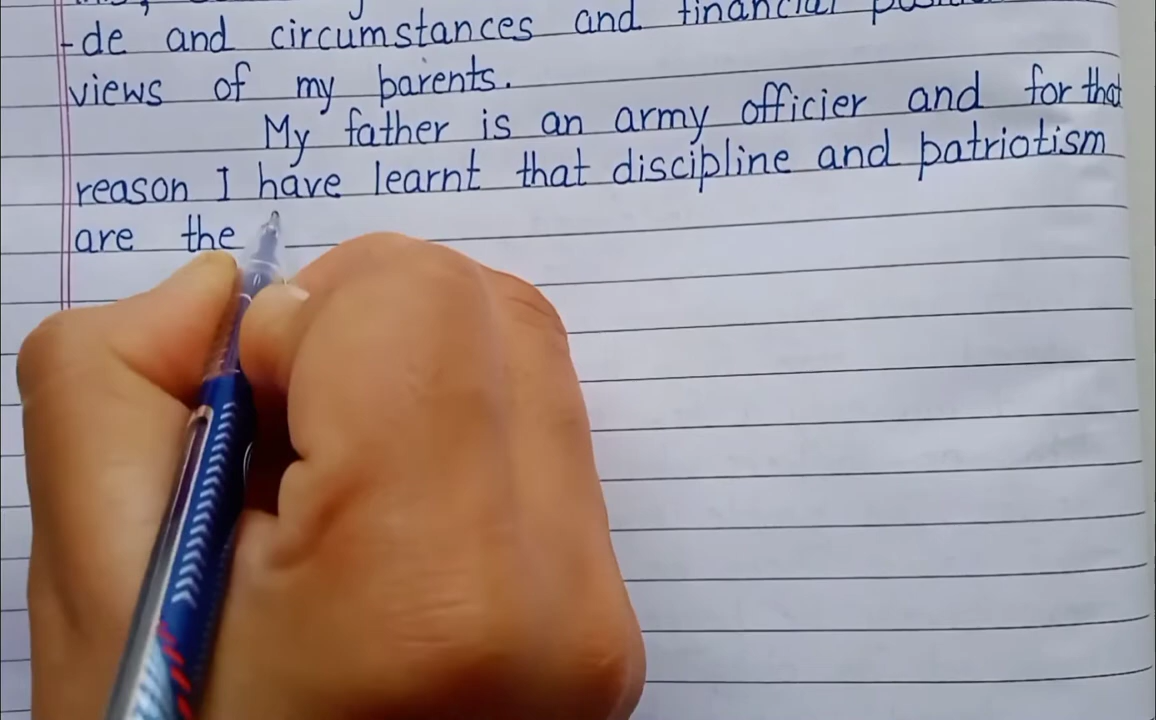 -de and circumstances and financial
views of my parents.
My father is an army officier and for that
reason I have learnt that discipline and patriotism
are the